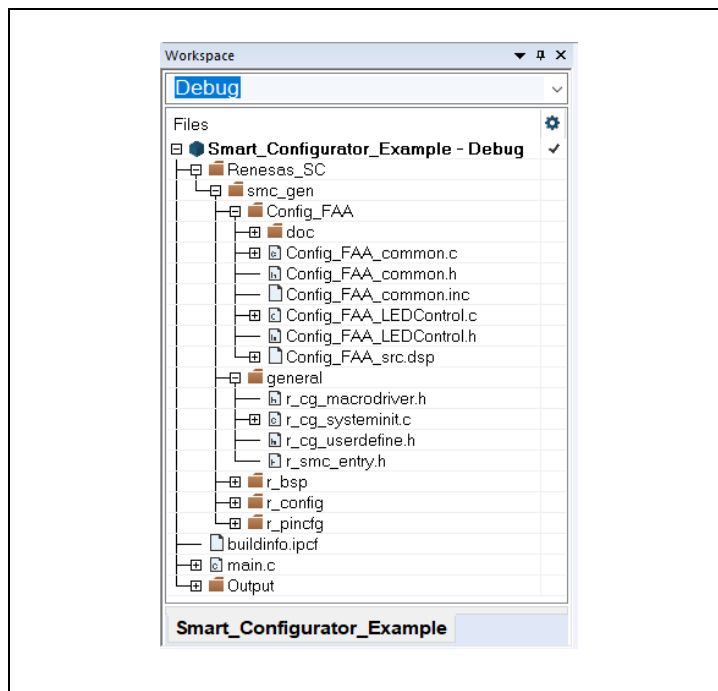 Workspace
Debug
Files
Smart_Configurator_Example - Debug
Renesas_SC
smc_gen
Config_FAA
doc
Config_FAA_common.c
Config_FAA_common.h
Config_FAA_common.inc
Config_FAA_LEDControl.c
Config_FAA_LEDControl.h
Config_FAA_src.dsp
general
r_cg_macrodriver.h
r_cg_systeminit.c
r_cg_userdefine.h
r_smc_entry.h
r_bsp
r_config
r_pincfg
buildinfo.ipcf
main.c
Output
Smart_Configurator_Example